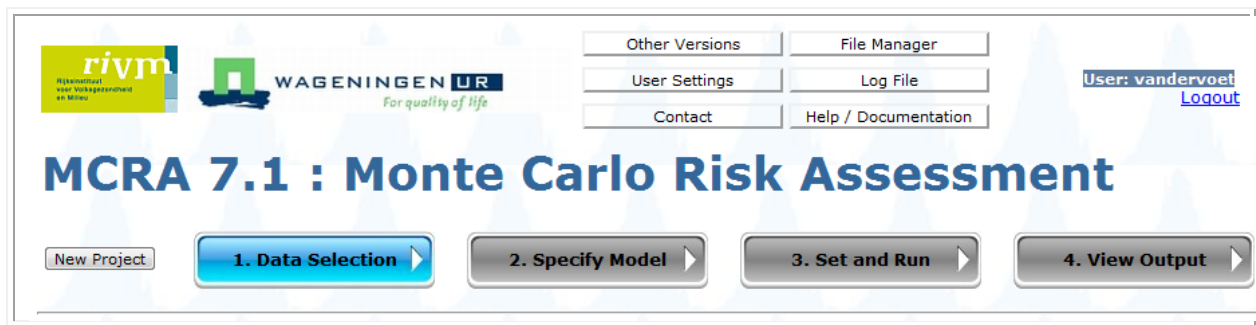 rivm
Rijksinstituut
voor Volksgezondheid
en Milieu
WAGENINGEN UR
For quality of life
Other Versions
File Manager
User Settings
Log File
Contact
Help / Documentation
User: vandervoet
Logout
MCRA 7.1 : Monte Carlo Risk Assessment
New Project
1. Data Selection
2. Specify Model
3. Set and Run
4. View Output